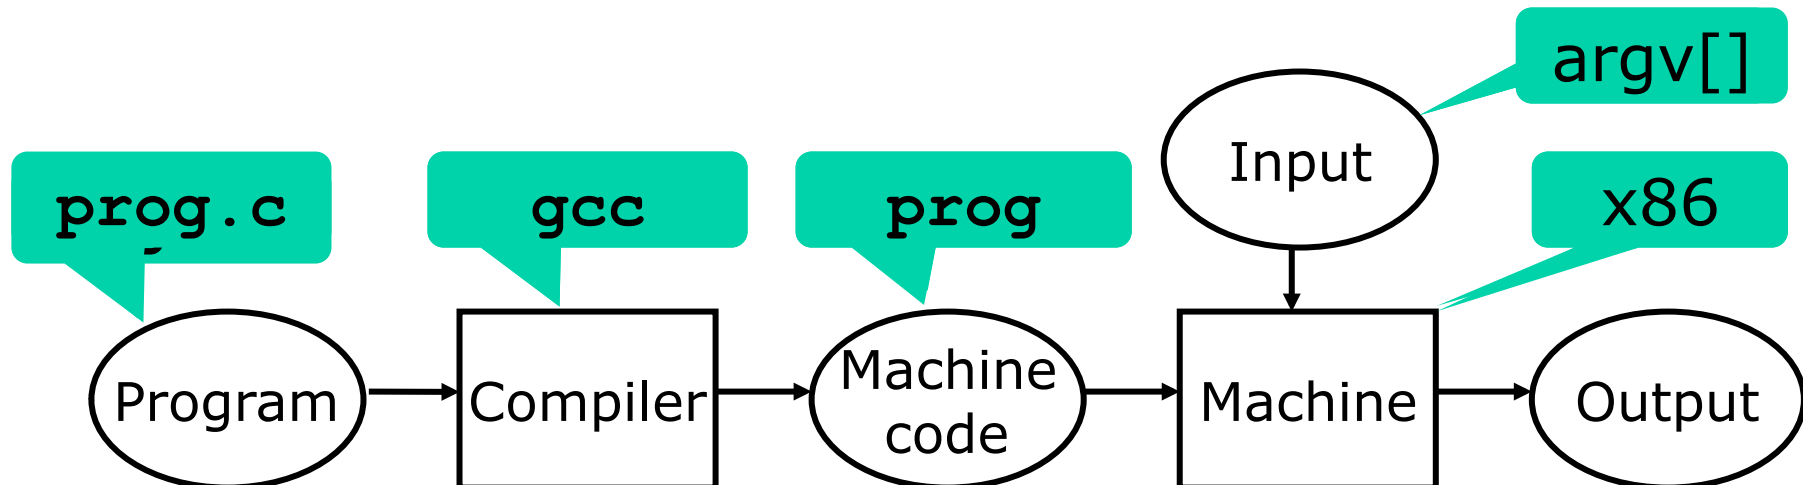 argv[]
Input
prog.c
gcc
prog
x86
Program
Compiler
Machine
code
Machine
Output